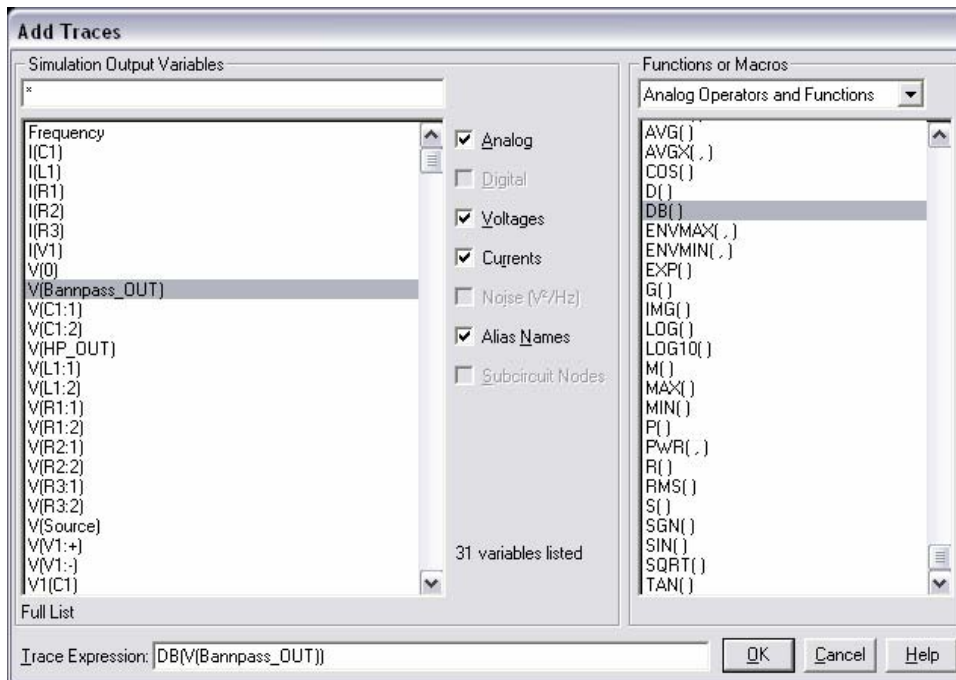 Add Traces
Simulation Output Variables
*
Frequency
I(C1)
I(L1)
I(R1)
I(R2)
I(R3)
I(V1)
V(0)
V(Bannpass_OUT)
V(C1:1)
V(C1:2)
V(HP_OUT)
V(L1:1)
V(L1:2)
V(R1:1)
V(R1:2)
V(R2:1)
V(R2:2)
V(R3:1)
V(R3:2)
V(Source)
V(V1:+)
V(V1:-)
V1(C1)
Full List
Analog
Digital
Voltages
Currents
Noise (V²/Hz)
Alias Names
Subcircuit Nodes
31 variables listed
Functions or Macros
Analog Operators and Functions
AVG( )
AVGX( , )
COS( )
D( )
DB( )
ENVMAX( , )
ENVMIN( , )
EXP( )
G( )
IMG( )
LOG( )
LOG10( )
M( )
MAX( )
MIN( )
P( )
PWR( , )
R( )
RMS( )
S( )
SGN( )
SIN( )
SQRT( )
TAN( )
Trace Expression: DB(V(Bannpass_OUT))
OK Cancel Help